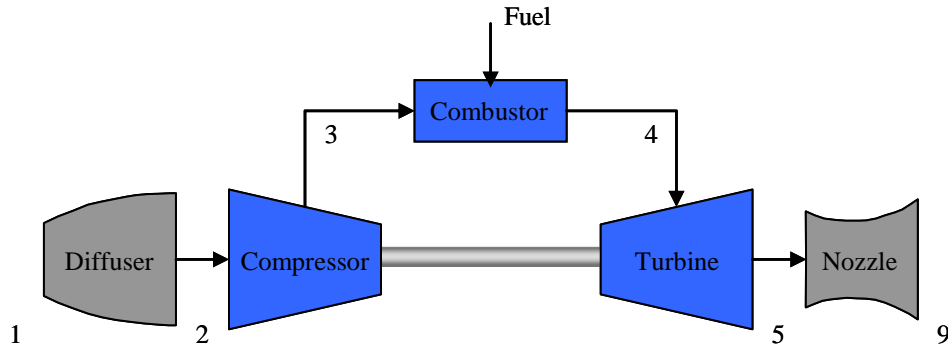 Fuel
Combustor
3
4
Diffuser
Compressor
Turbine
Nozzle
1
2
5
9